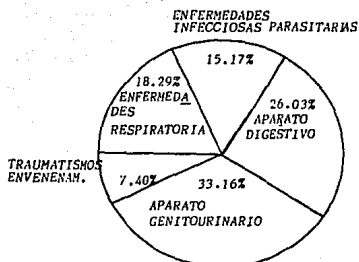 ENFERMEDADES
INFECCIOSAS PARASITARIAS
15.17%
18.29%
ENFERMEDA
DES
RESPIRATORIA
26.03%
APARATO
DIGESTIVO
TRAUMATISMOS
ENVENENAM.
7.40%
33.16%
APARATO
GENITOURINARIO